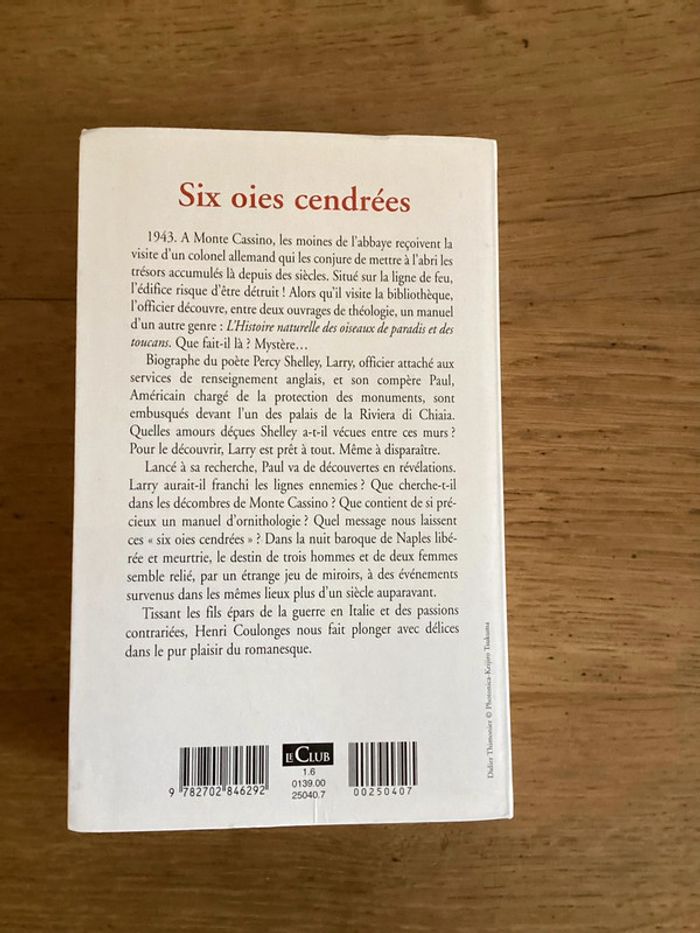 Six oies cendrées
1943. A Monte Cassino, les moines de l'abbaye reçoivent la
visite d'un colonel allemand qui les conjure de mettre à l'abri les
trésors accumulés là depuis des siècles. Situé sur la ligne de feu,
l'édifice risque d'être détruit ! Alors qu'il visite la bibliothèque,
l'officier découvre, entre deux ouvrages de théologie, un manuel
d'un autre genre : L'Histoire naturelle des oiseaux de paradis et des
toucans. Que fait-il là ? Mystère…
Biographe du poète Percy Shelley, Larry, officier attaché aux
services de renseignement anglais, et son compère Paul,
Américain chargé de la protection des monuments, sont
embusqués devant l'un des palais de la Riviera di Chiaia.
Quelles amours déçues Shelley a-t-il vécues entre ces murs ?
Pour le découvrir, Larry est prêt à tout. Même à disparaître.
Lancé à sa recherche, Paul va de découvertes en révélations.
Larry aurait-il franchi les lignes ennemies ? Que cherche-t-il
dans les décombres de Monte Cassino ? Que contient de si pré-
cieux un manuel d'ornithologie ? Quel message nous laissent
ces « six oies cendrées » ? Dans la nuit baroque de Naples libé-
rée et meurtrie, le destin de trois hommes et de deux femmes
semble relié, par un étrange jeu de miroirs, à des événements
survenus dans les mêmes lieux plus d'un siècle auparavant.
Tissant les fils épars de la guerre en Italie et des passions
contrariées, Henri Coulonges nous fait plonger avec délices
dans le pur plaisir du romanesque.
Didier Thimonier © Photonica-Keijiro Tsukuma
LE CLUB
1.6
0139.00
25040.7
9 782702 846292
00250407